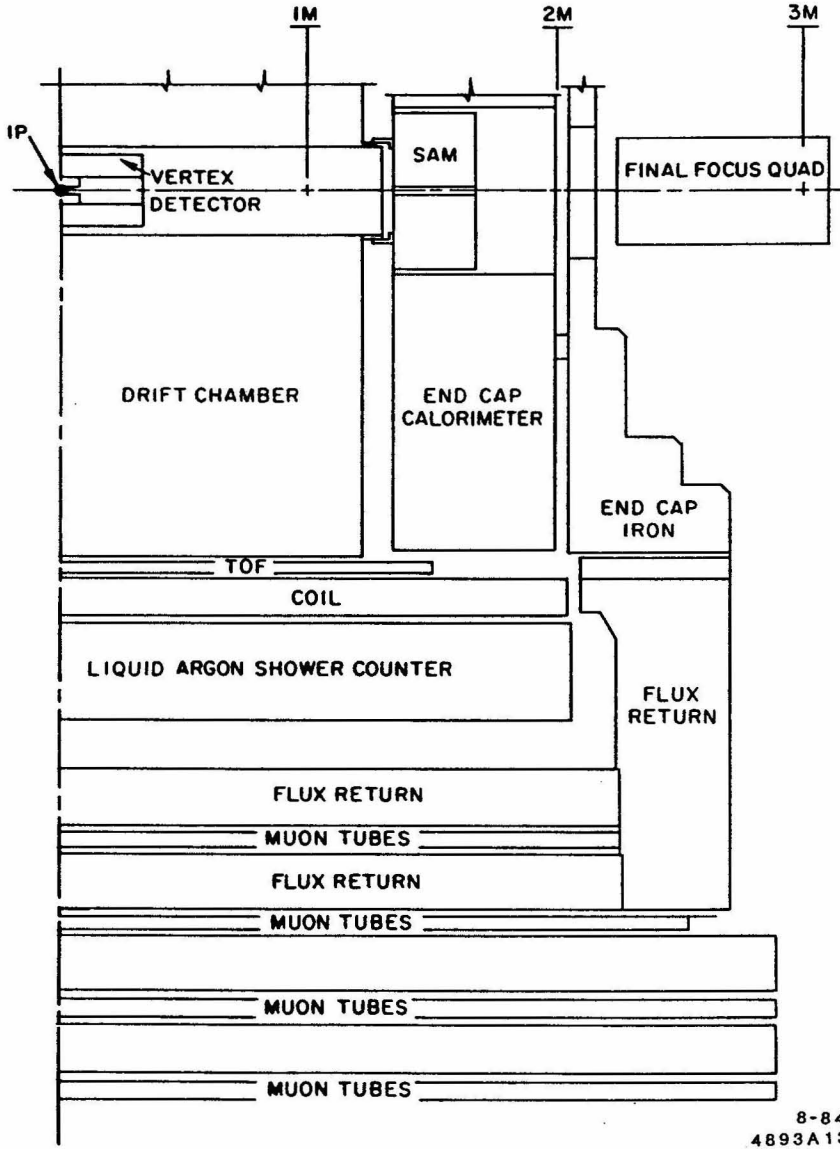 1M
2M
3M
IP
VERTEX
DETECTOR
SAM
FINAL FOCUS QUAD
DRIFT CHAMBER
END CAP
CALORIMETER
END CAP
IRON
TOF
COIL
LIQUID ARGON SHOWER COUNTER
FLUX
RETURN
FLUX RETURN
MUON TUBES
FLUX RETURN
MUON TUBES
MUON TUBES
MUON TUBES
8-84